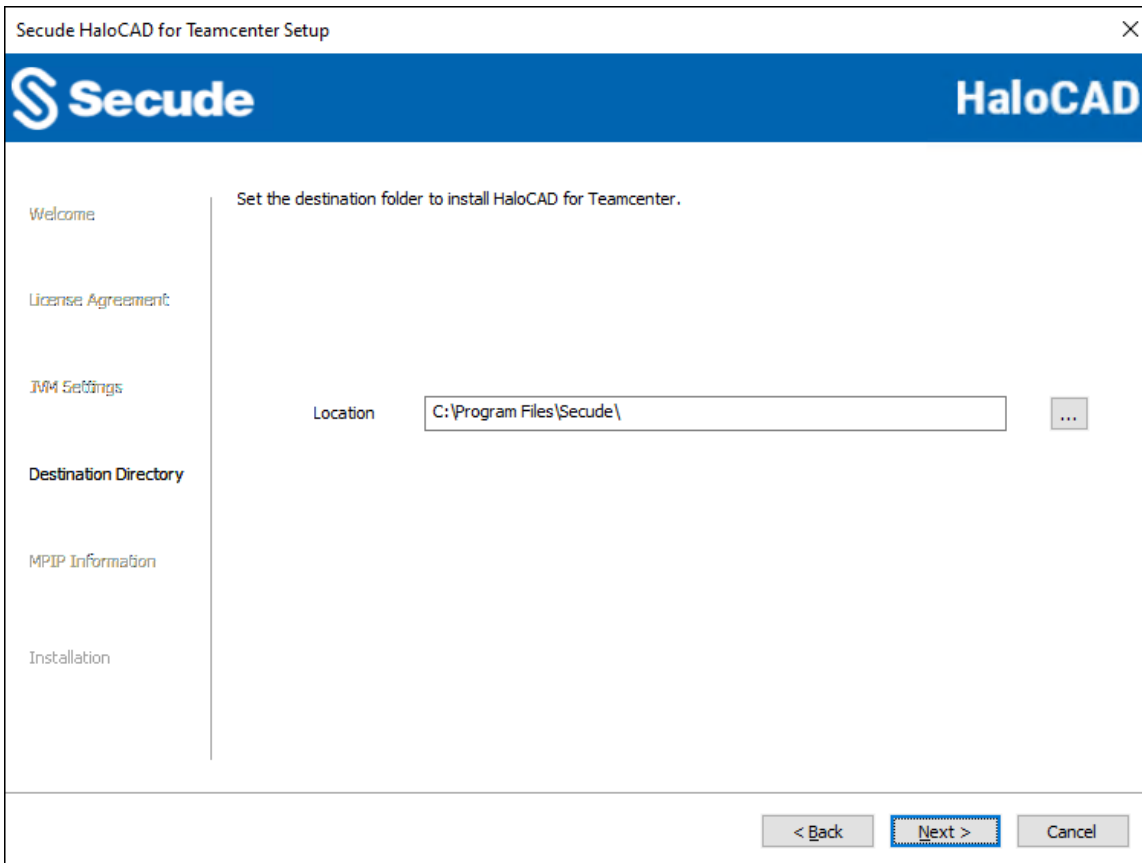 Secude HaloCAD for Teamcenter Setup
Secude
HaloCAD
Set the destination folder to install HaloCAD for Teamcenter.
Welcome
License Agreement
JVM Settings
Location
C:\Program Files\Secude\
...
Destination Directory
MPIP Information
Installation
< Back
Next >
Cancel